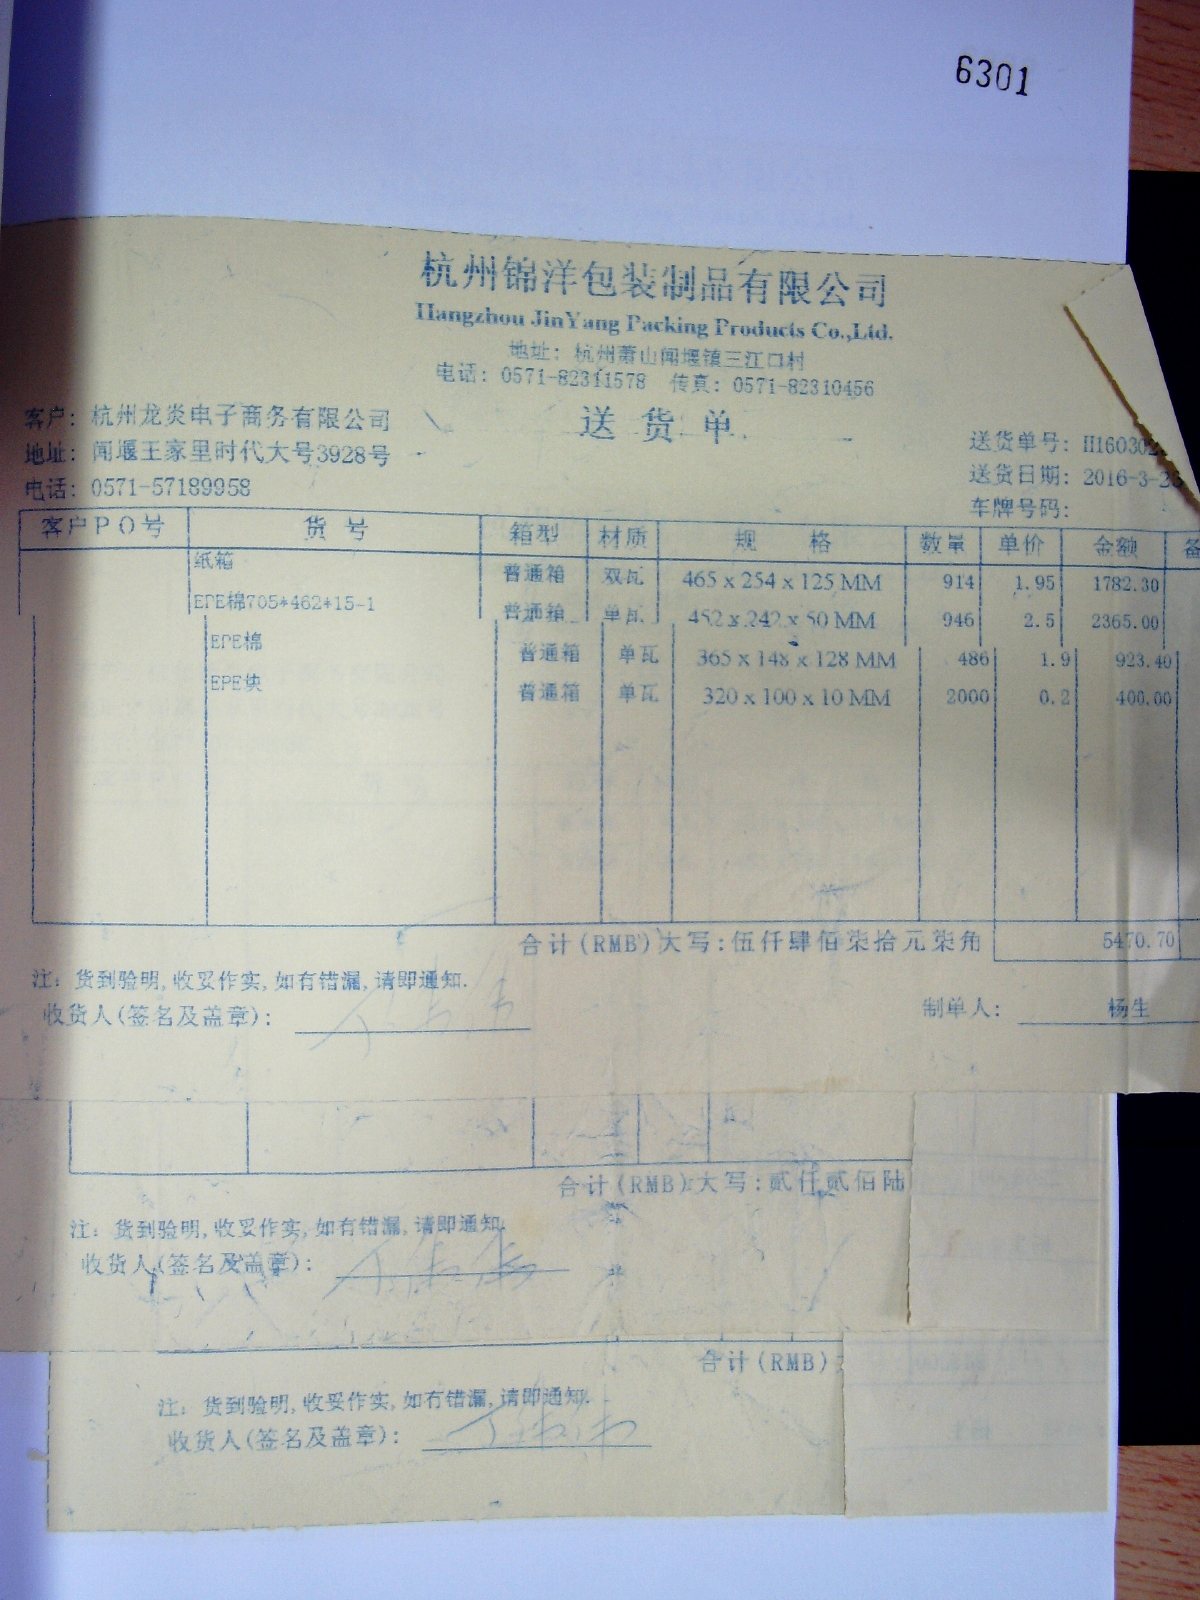 6301
杭州锦洋包装制品有限公司
Hangzhou JinYang Packing Products Co.,Ltd.
地址: 杭州萧山闻堰镇三江口村
电话: 0571-82341578 传真: 0571-82310456
送货单
客户: 杭州龙炎电子商务有限公司
地址: 闻堰王家里时代大号3928号
电话: 0571-57189958
送货单号: H160302
送货日期: 2016-3-
车牌号码:
客户PO号 货号 箱型 材质 规格 数量 单价 金额 备
纸箱 普通箱 双瓦 465 x 254 x 125 MM 914 1.95 1782.30
EPE棉705*462*15-1 普通箱 单瓦 452 x 242 x 50 MM 946 2.5 2365.00
EPE棉 普通箱 单瓦 365 x 148 x 128 MM 486 1.9 923.40
EPE块 普通箱 单瓦 320 x 100 x 10 MM 2000 0.2 400.00
合计(RMB)大写:伍仟肆佰柒拾元柒角 5470.70
注: 货到验明,收妥作实,如有错漏,请即通知.
收货人(签名及盖章):
制单人: 杨生
合计(RMB)大写:贰仟贰佰陆
注: 货到验明,收妥作实,如有错漏,请即通知.
收货人(签名及盖章):
合计(RMB)
注: 货到验明,收妥作实,如有错漏,请即通知.
收货人(签名及盖章):